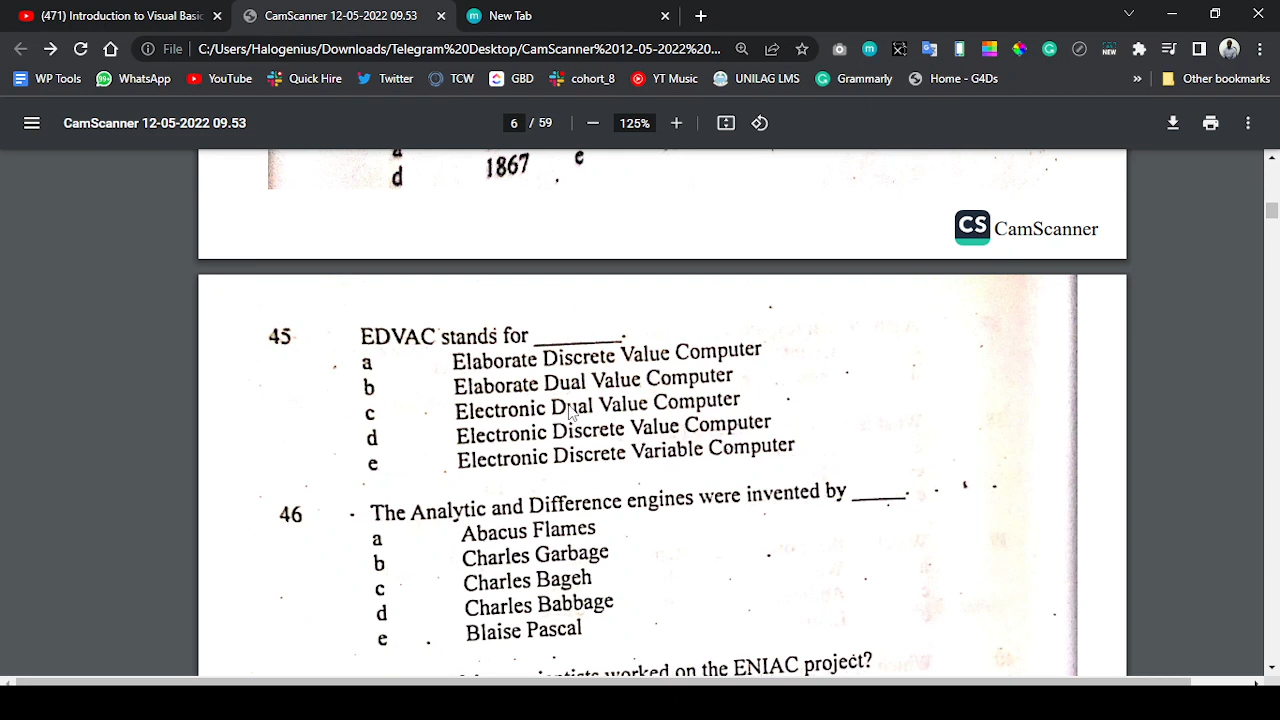 (471) Introduction to Visual Basic
CamScanner 12-05-2022 09.53
New Tab
File
C:/Users/Halogenius/Downloads/Telegram%20Desktop/CamScanner%2012-05-2022%20...
WP Tools
WhatsApp
YouTube
Quick Hire
Twitter
TCW
GBD
cohort_8
YT Music
UNILAG LMS
Grammarly
Home - G4Ds
Other bookmarks
CamScanner 12-05-2022 09.53
6 / 59
125%
d 1867 e
CS CamScanner
45 EDVAC stands for ______.
a Elaborate Discrete Value Computer
b Elaborate Dual Value Computer
c Electronic Dual Value Computer
d Electronic Discrete Value Computer
e Electronic Discrete Variable Computer
46 The Analytic and Difference engines were invented by _____.
a Abacus Flames
b Charles Garbage
c Charles Bageh
d Charles Babbage
e Blaise Pascal
worked on the ENIAC project?